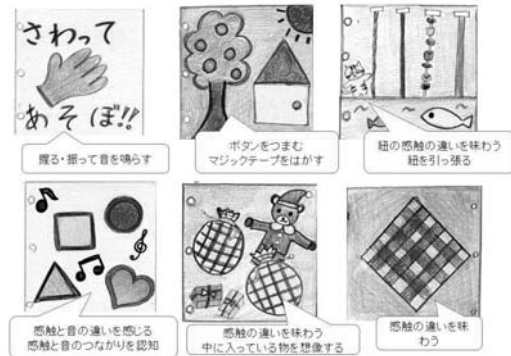 さわって
あそぼ!!
握る・振って音を鳴らす
ボタンをつまむ
マジックテープをはがす
紐の感触の違いを味わう
紐を引っ張る
感触と音の違いを感じる
感触と音のつながりを認知
感触の違いを味わう
中に入っている物を想像する
感触の違いを味
わう